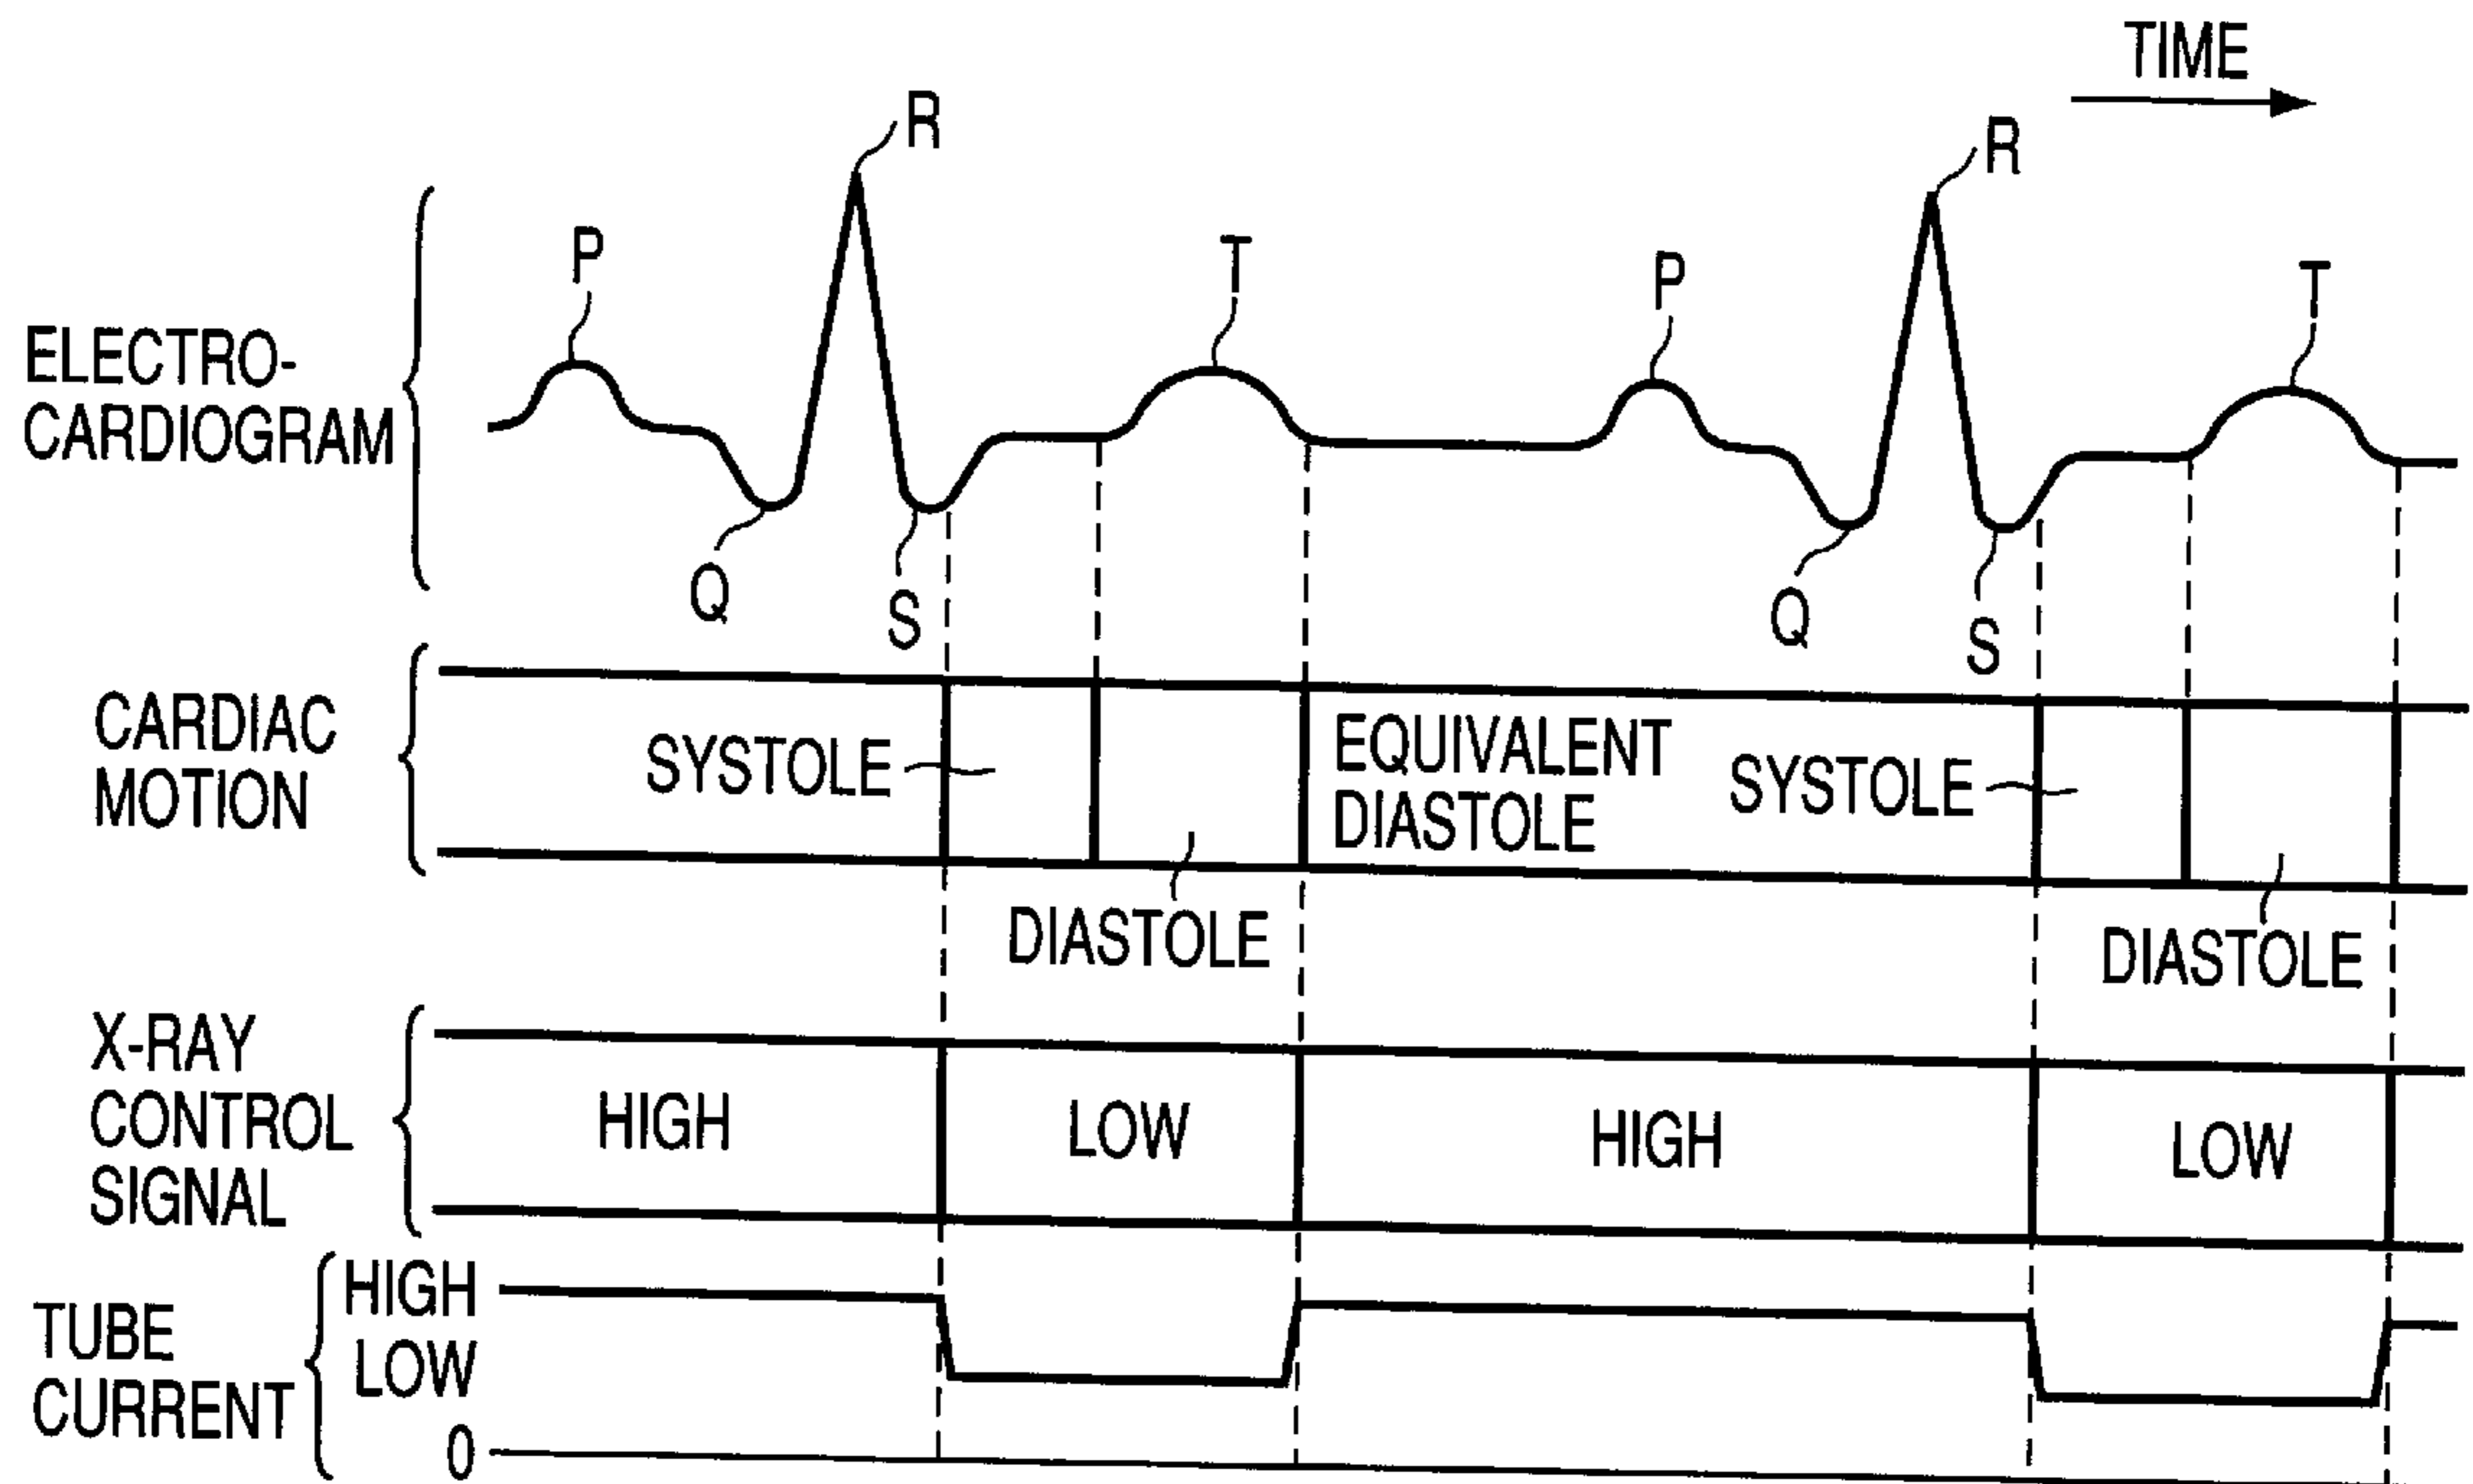 TIME
R
R
P
T
P
T
ELECTRO-
CARDIOGRAM
Q
S
Q
S
CARDIAC
MOTION
SYSTOLE
EQUIVALENT
DIASTOLE
SYSTOLE
DIASTOLE
DIASTOLE
X-RAY
CONTROL
SIGNAL
HIGH
LOW
HIGH
LOW
TUBE
CURRENT
HIGH
LOW
0